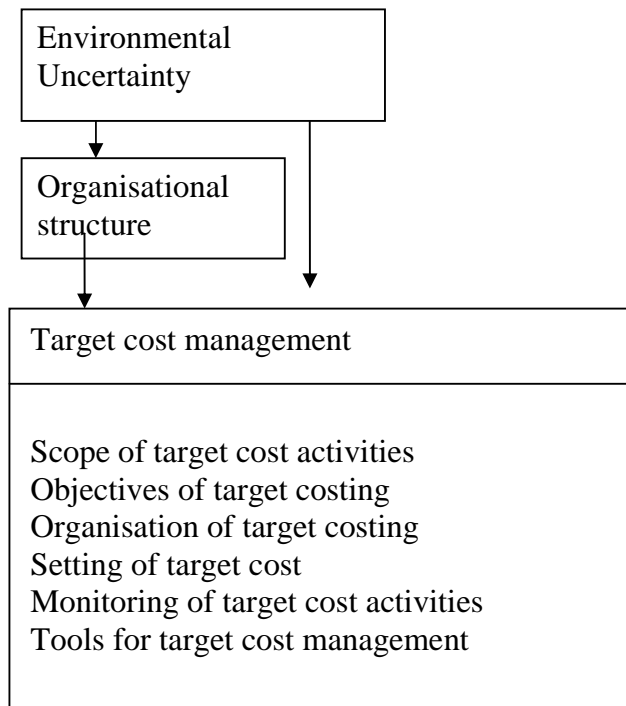 Environmental
Uncertainty
Organisational
structure
Target cost management
Scope of target cost activities
Objectives of target costing
Organisation of target costing
Setting of target cost
Monitoring of target cost activities
Tools for target cost management